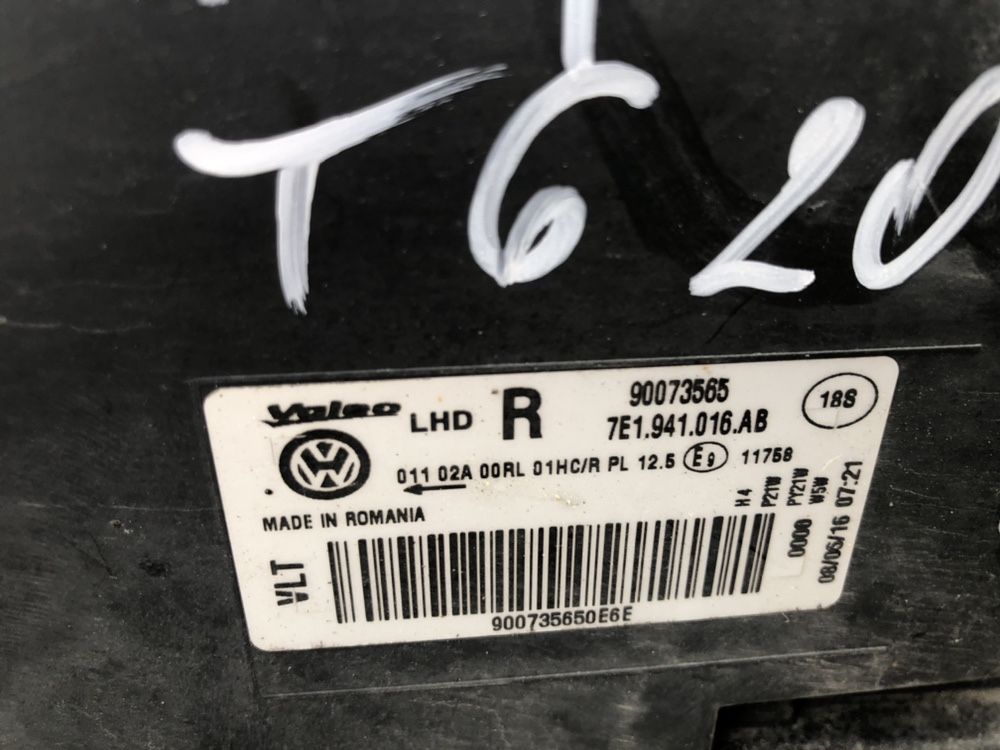 T6 20
Valeo LHD R 90073565
7E1.941.016.AB
18S
011 02A 00RL 01HC/R PL 12.5 E9 11758
MADE IN ROMANIA
H4
P21W
PY21W
W5W
0000
08/06/16 07:21
VLT
900735650E6E